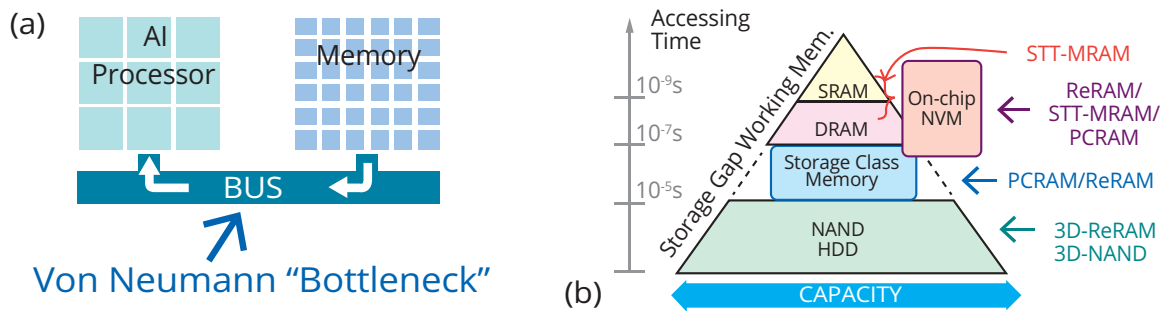 (a)
AI
Processor
Memory
BUS
Von Neumann “Bottleneck”
(b)
Accessing
Time
10⁻⁹s
10⁻⁷s
10⁻⁵s
Storage Gap Working Mem.
SRAM
DRAM
On-chip
NVM
Storage Class
Memory
NAND
HDD
STT-MRAM
ReRAM/
STT-MRAM/
PCRAM
PCRAM/ReRAM
3D-ReRAM
3D-NAND
CAPACITY